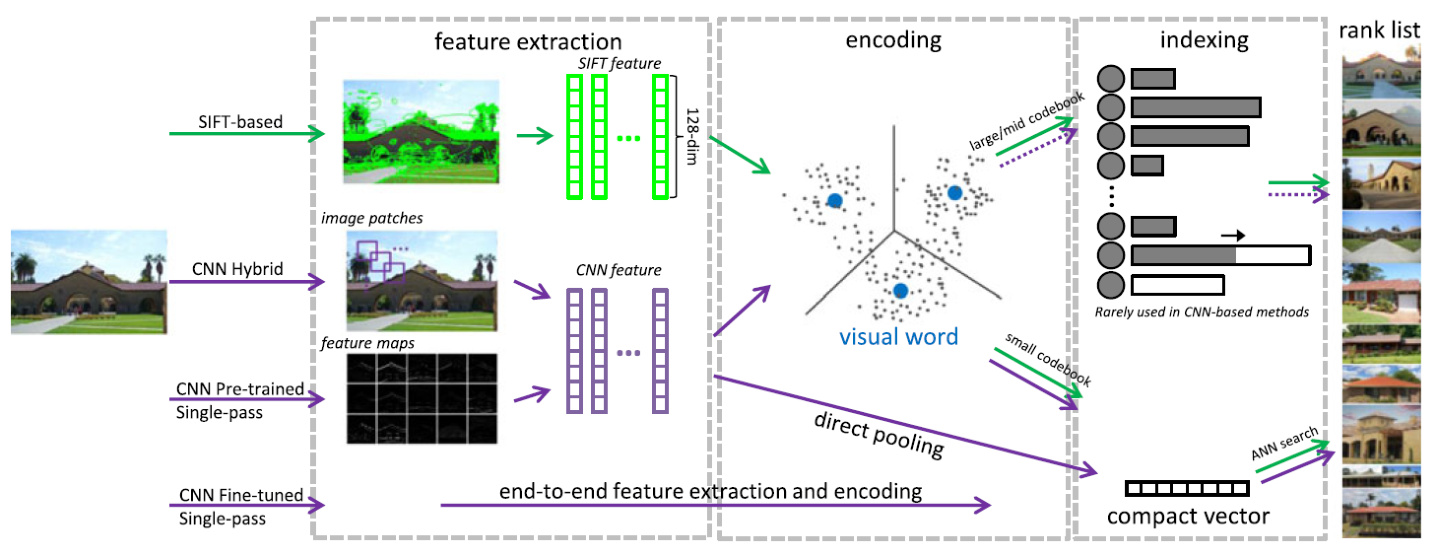 feature extraction
encoding
indexing
rank list
SIFT feature
SIFT-based
128-dim
large/mid codebook
image patches
CNN Hybrid
CNN feature
Rarely used in CNN-based methods
visual word
feature maps
small codebook
CNN Pre-trained
Single-pass
direct pooling
ANN search
CNN Fine-tuned
Single-pass
end-to-end feature extraction and encoding
compact vector